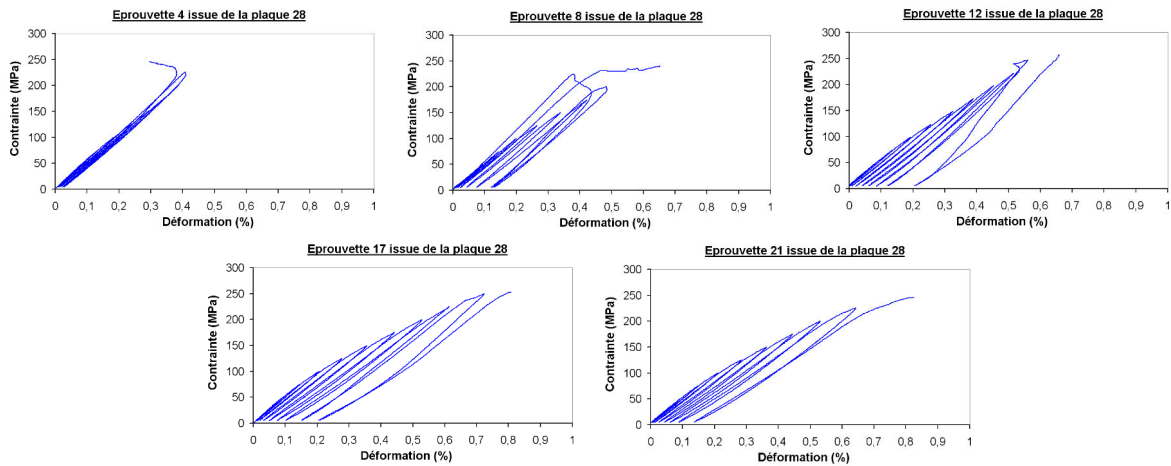 Eprouvette 4 issue de la plaque 28
Contrainte (MPa)
300
250
200
150
100
50
0
0 0,1 0,2 0,3 0,4 0,5 0,6 0,7 0,8 0,9 1
Déformation (%)
Eprouvette 8 issue de la plaque 28
Contrainte (MPa)
300
250
200
150
100
50
0
0 0,1 0,2 0,3 0,4 0,5 0,6 0,7 0,8 0,9 1
Déformation (%)
Eprouvette 12 issue de la plaque 28
Contrainte (MPa)
300
250
200
150
100
50
0
0 0,1 0,2 0,3 0,4 0,5 0,6 0,7 0,8 0,9 1
Déformation (%)
Eprouvette 17 issue de la plaque 28
Contrainte (MPa)
300
250
200
150
100
50
0
0 0,1 0,2 0,3 0,4 0,5 0,6 0,7 0,8 0,9 1
Déformation (%)
Eprouvette 21 issue de la plaque 28
Contrainte (MPa)
300
250
200
150
100
50
0
0 0,1 0,2 0,3 0,4 0,5 0,6 0,7 0,8 0,9 1
Déformation (%)